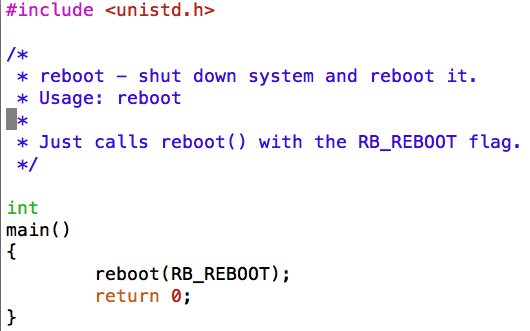 #include <unistd.h>

/*
 * reboot - shut down system and reboot it.
 * Usage: reboot
 *
 * Just calls reboot() with the RB_REBOOT flag.
 */

int
main()
{
        reboot(RB_REBOOT);
        return 0;
}